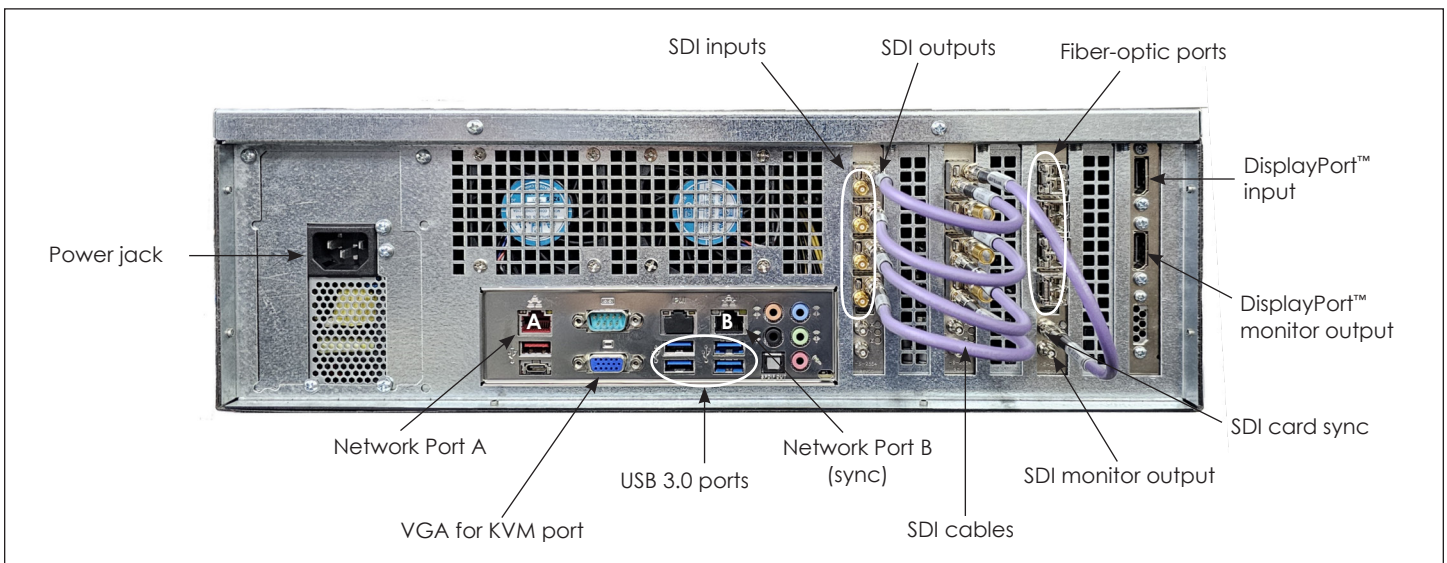 SDI inputs
SDI outputs
Fiber-optic ports
DisplayPort™
input
Power jack
DisplayPort™
monitor output
A
B
Network Port A
USB 3.0 ports
Network Port B
(sync)
SDI card sync
SDI monitor output
VGA for KVM port
SDI cables